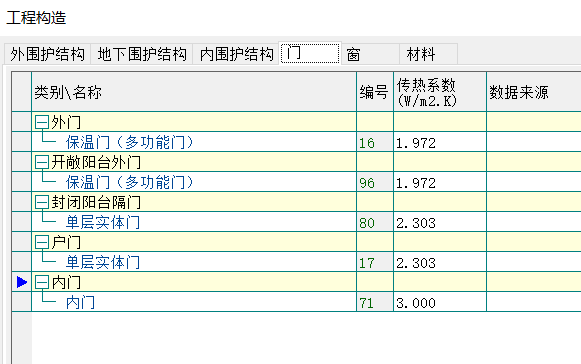 工程构造
外围护结构 地下围护结构 内围护结构 门 窗 材料
类别\名称 编号 传热系数 数据来源
(W/m2.K)
外门
保温门（多功能门） 16 1.972
开敞阳台外门
保温门（多功能门） 96 1.972
封闭阳台隔门
单层实体门 80 2.303
户门
单层实体门 17 2.303
内门
内门 71 3.000